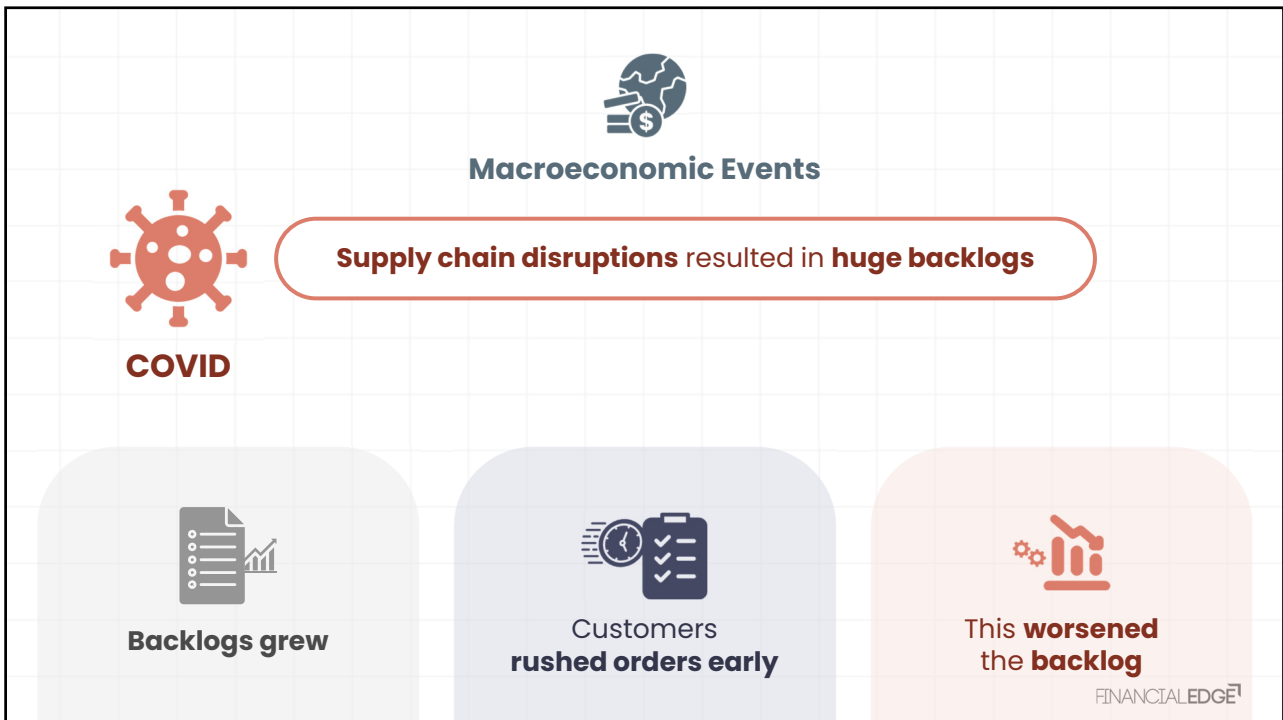 $
Macroeconomic Events
Supply chain disruptions resulted in huge backlogs
COVID
Backlogs grew
Customers
rushed orders early
This worsened
the backlog
FINANCIALEDGE